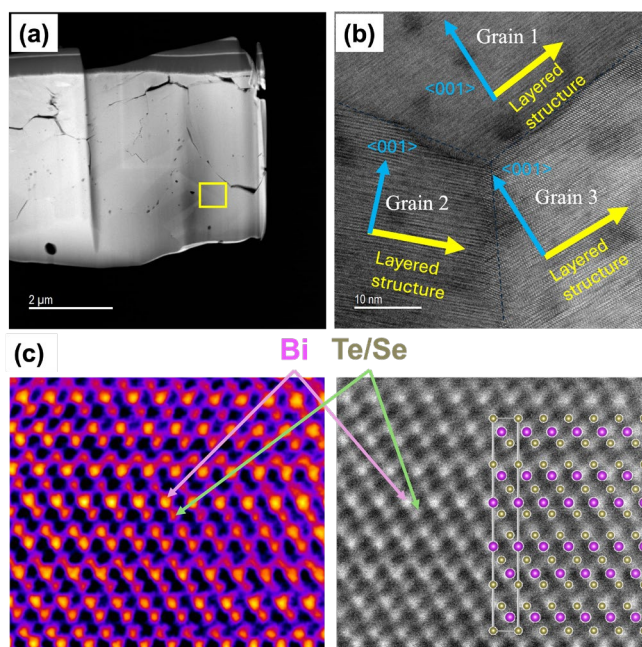 (a)
2 µm
(b)
Grain 1
<001>
Layered
structure
<001>
Grain 2
Layered
structure
<001>
Grain 3
Layered
structure
10 nm
(c)
Bi Te/Se